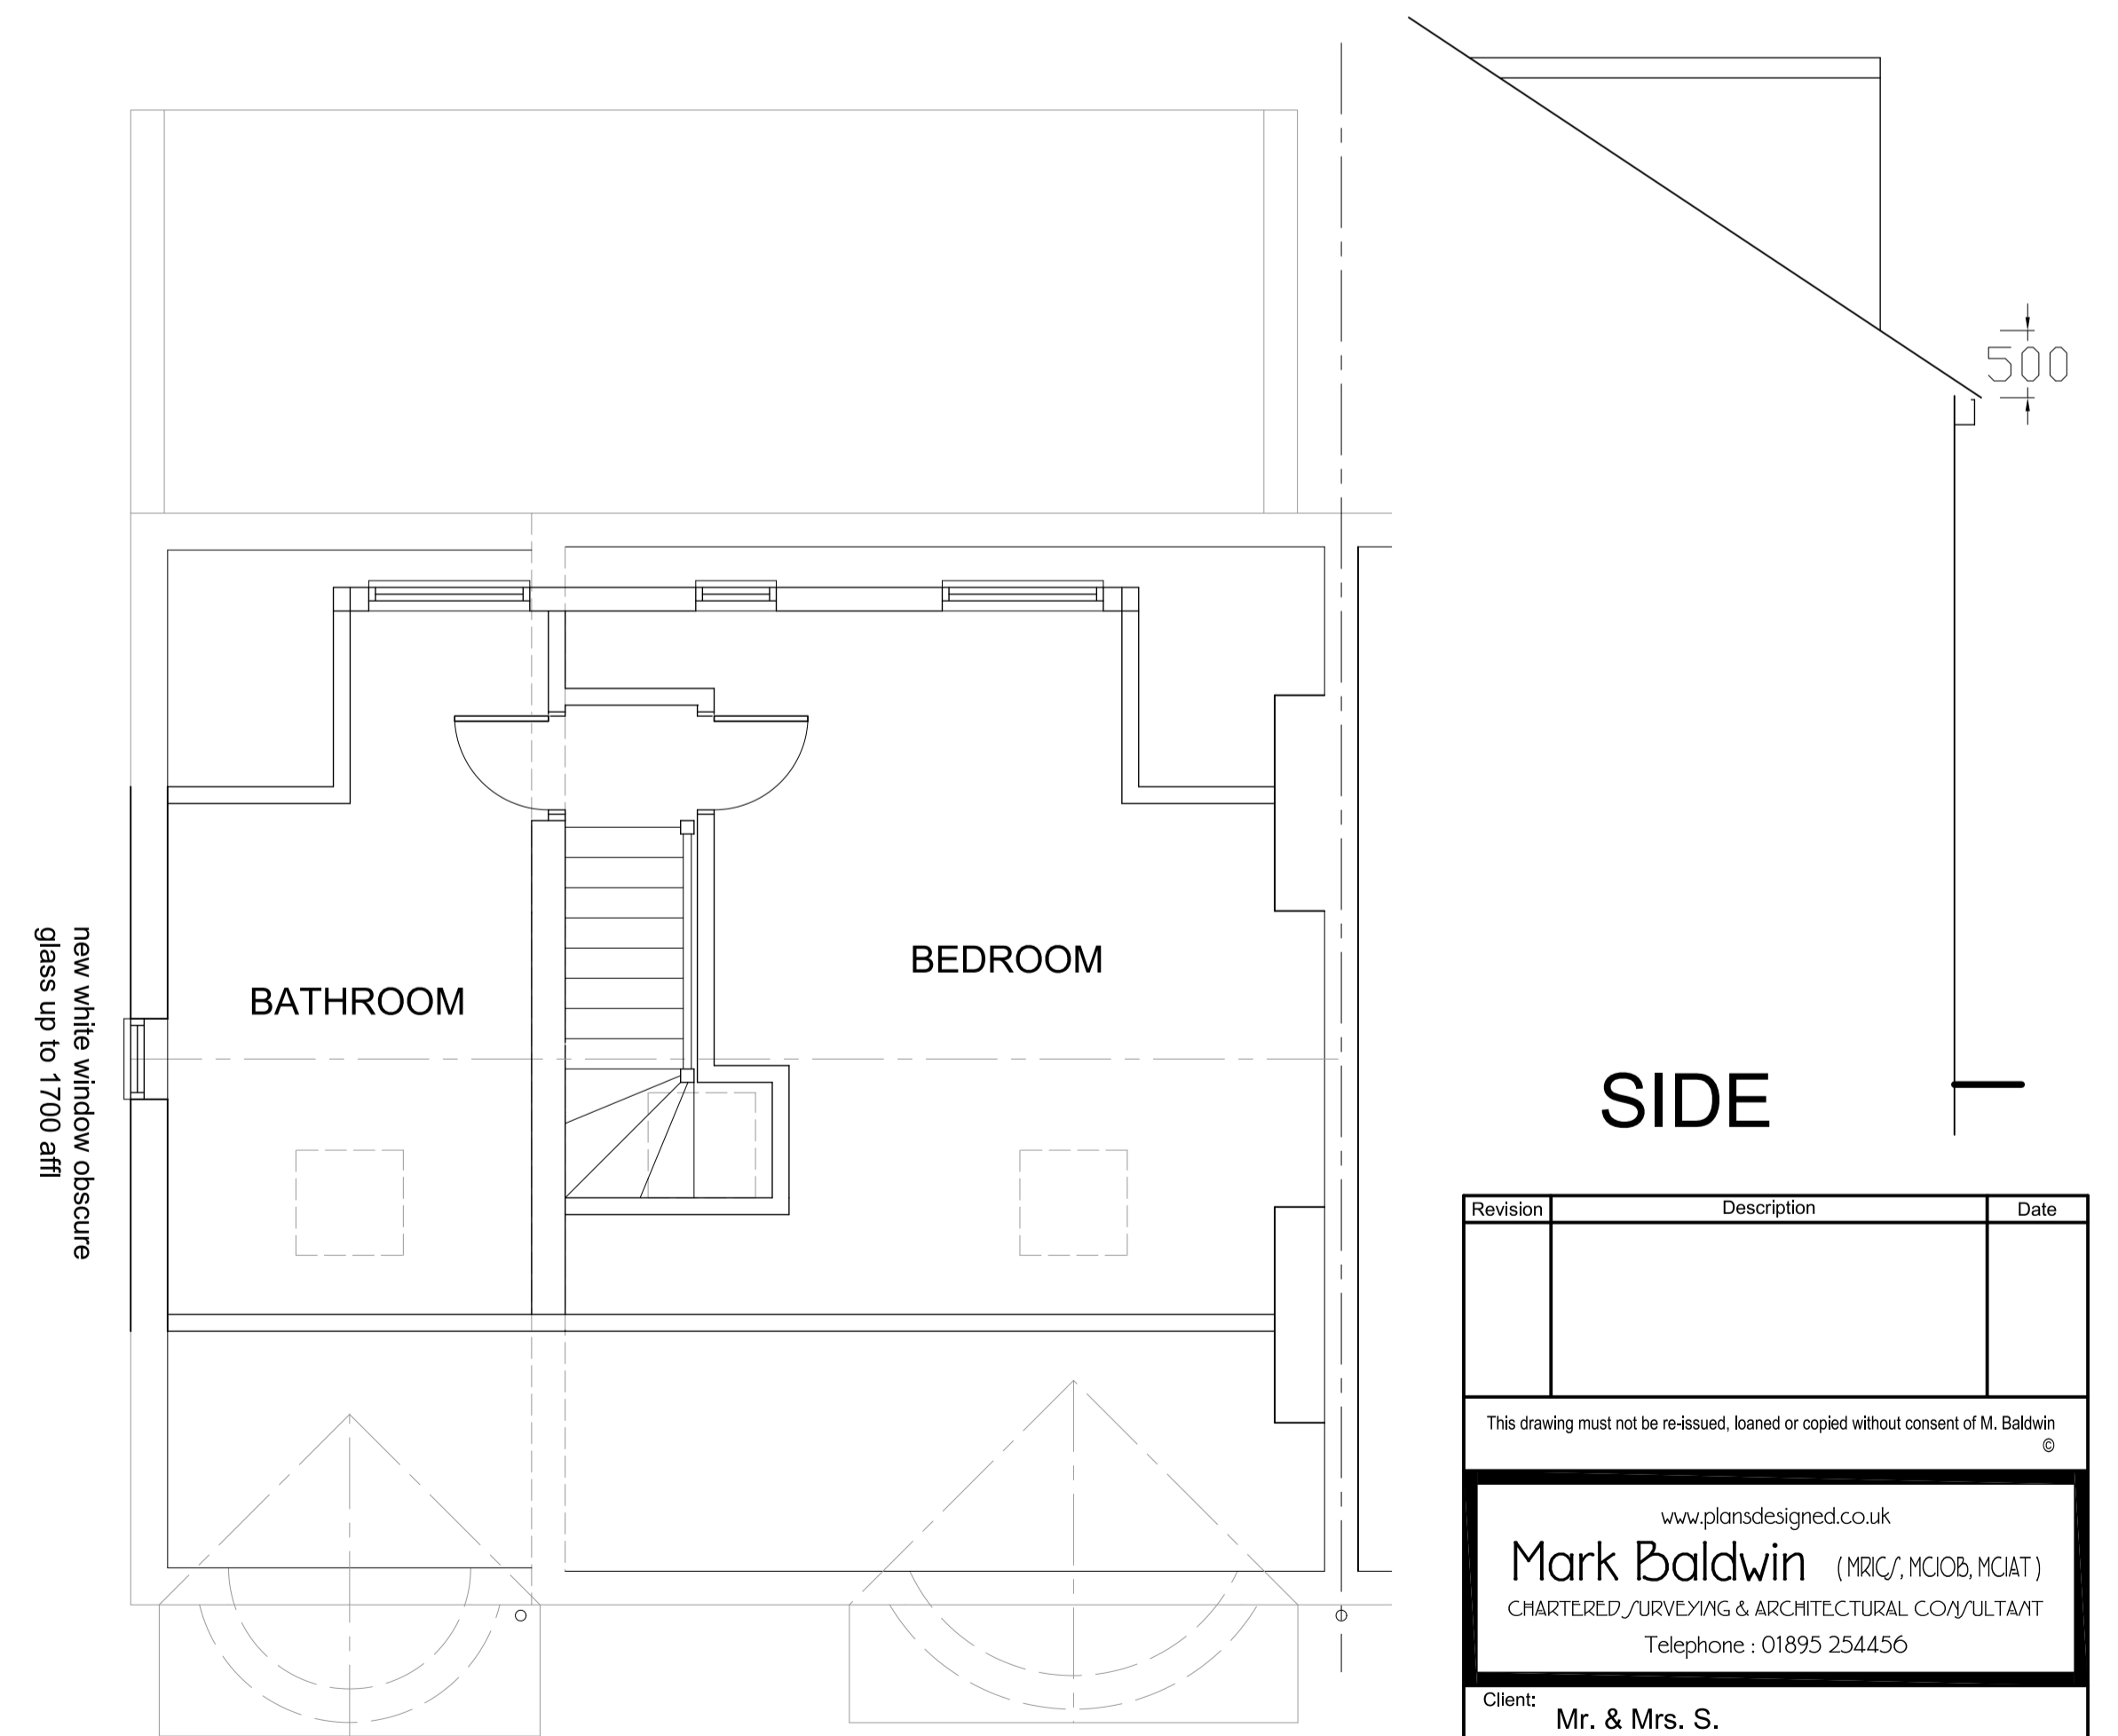 500
BEDROOM
BATHROOM
new white window obscure
glass up to 1700 affl
SIDE
Revision Description Date
This drawing must not be re-issued, loaned or copied without consent of M. Baldwin
©
www.plansdesigned.co.uk
Mark Baldwin (MRICS, MCIOB, MCIAT)
CHARTERED SURVEYING & ARCHITECTURAL CONSULTANT
Telephone : 01895 254456
Client:
Mr. & Mrs. S.